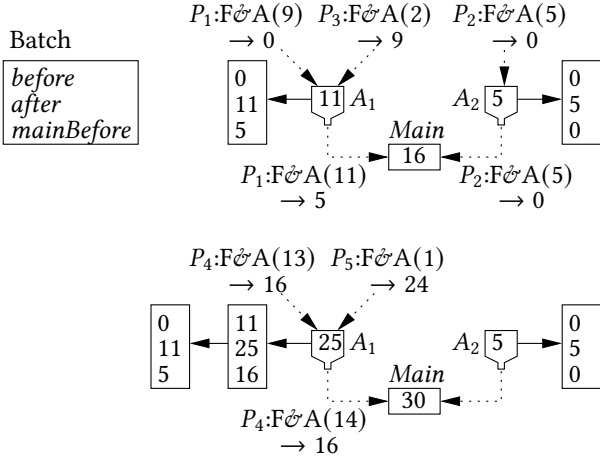 P₁:F&A(9) P₃:F&A(2) P₂:F&A(5)
→ 0 → 9 → 0
Batch
before
after
mainBefore
0
11
5
11 A₁
A₂ 5
0
5
0
Main
16
P₁:F&A(11) P₂:F&A(5)
→ 5 → 0
P₄:F&A(13) P₅:F&A(1)
→ 16 → 24
0
11
5
11
25
16
25 A₁
A₂ 5
0
5
0
Main
30
P₄:F&A(14)
→ 16